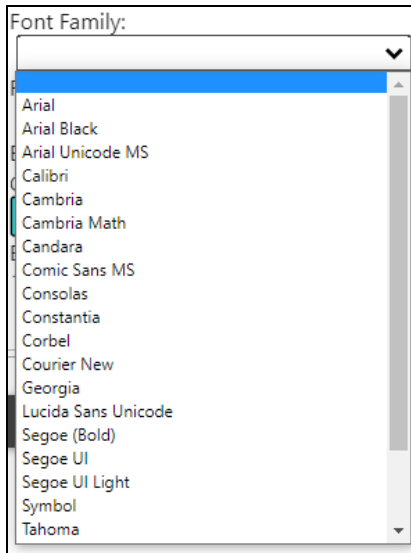 Font Family:
Arial
Arial Black
Arial Unicode MS
Calibri
Cambria
Cambria Math
Candara
Comic Sans MS
Consolas
Constantia
Corbel
Courier New
Georgia
Lucida Sans Unicode
Segoe (Bold)
Segoe UI
Segoe UI Light
Symbol
Tahoma